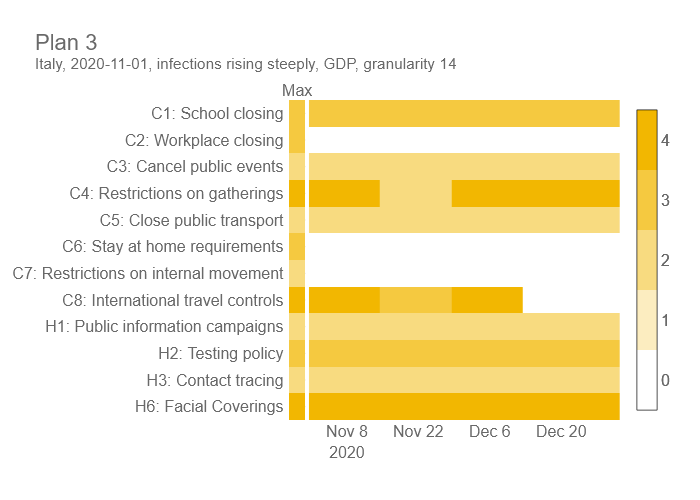 Plan 3
Italy, 2020-11-01, infections rising steeply, GDP, granularity 14
Max
C1: School closing
C2: Workplace closing
C3: Cancel public events
C4: Restrictions on gatherings
C5: Close public transport
C6: Stay at home requirements
C7: Restrictions on internal movement
C8: International travel controls
H1: Public information campaigns
H2: Testing policy
H3: Contact tracing
H6: Facial Coverings
Nov 8 Nov 22 Dec 6 Dec 20
2020
4
3
2
1
0